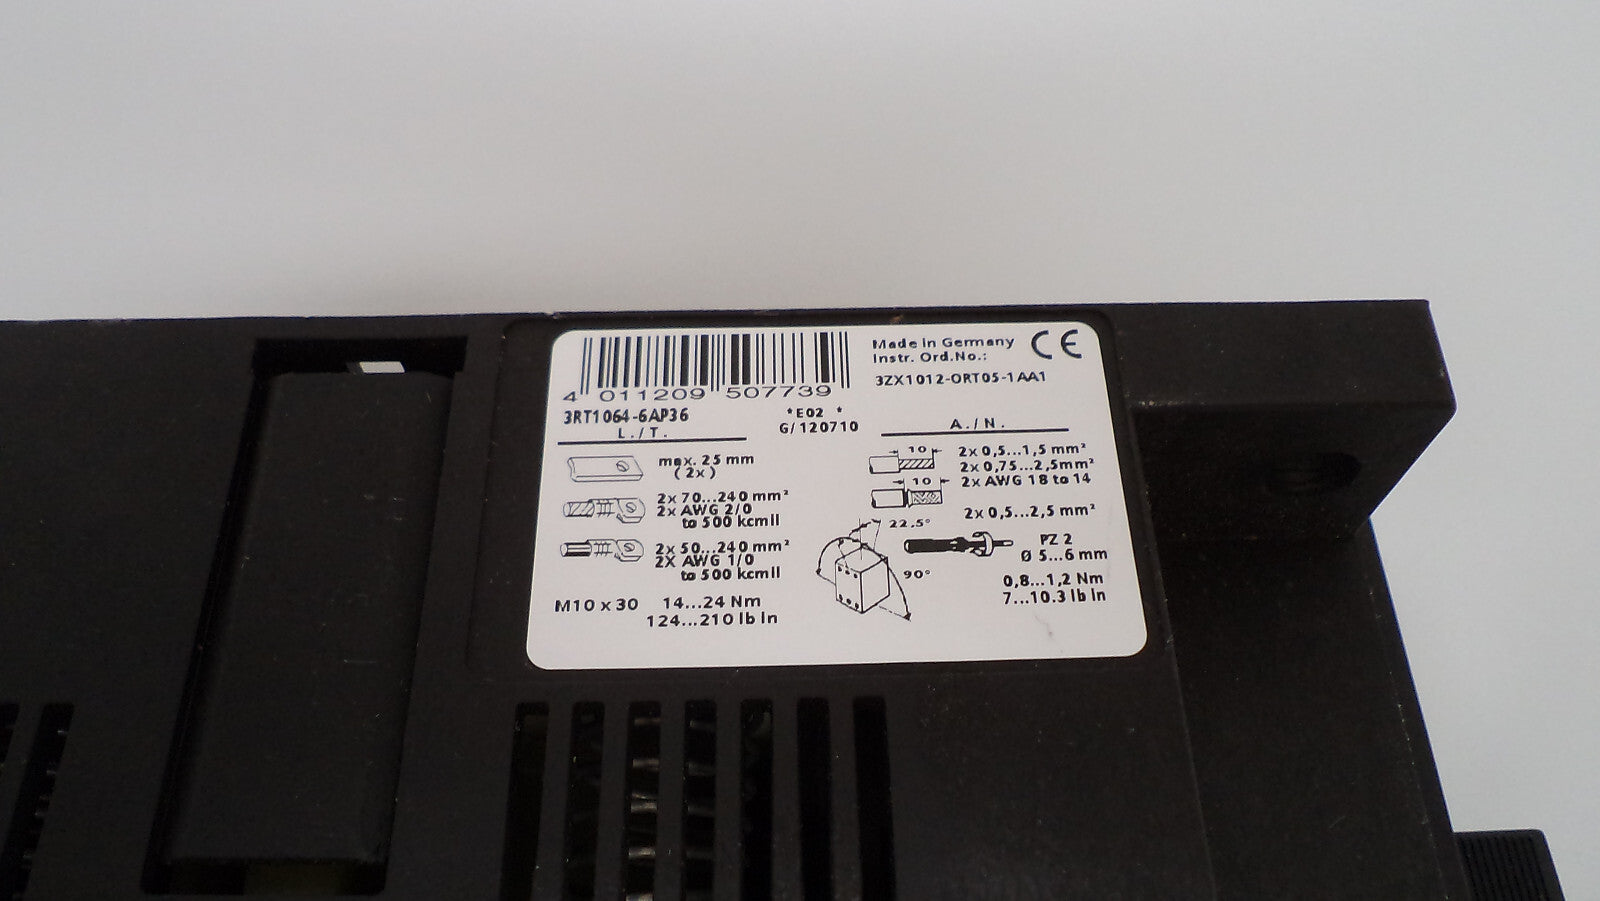 4 011209 507739
Made in Germany
Instr. Ord.No.:
CE
3ZX1012-0RT05-1AA1
3RT1064-6AP36
*E02 *
G/120710
L./T.
max. 25 mm
(2x)
2x 70...240 mm²
2x AWG 2/0
to 500 kcmil
2x 50...240 mm²
2X AWG 1/0
to 500 kcmil
M10 x 30 14...24 Nm
124...210 lb in
A./N.
10
2x 0,5...1,5 mm²
2x 0,75...2,5mm²
2x AWG 18 to 14
10
2x 0,5...2,5 mm²
22.5°
90°
PZ 2
Ø 5...6 mm
0,8...1,2 Nm
7...10.3 lb in